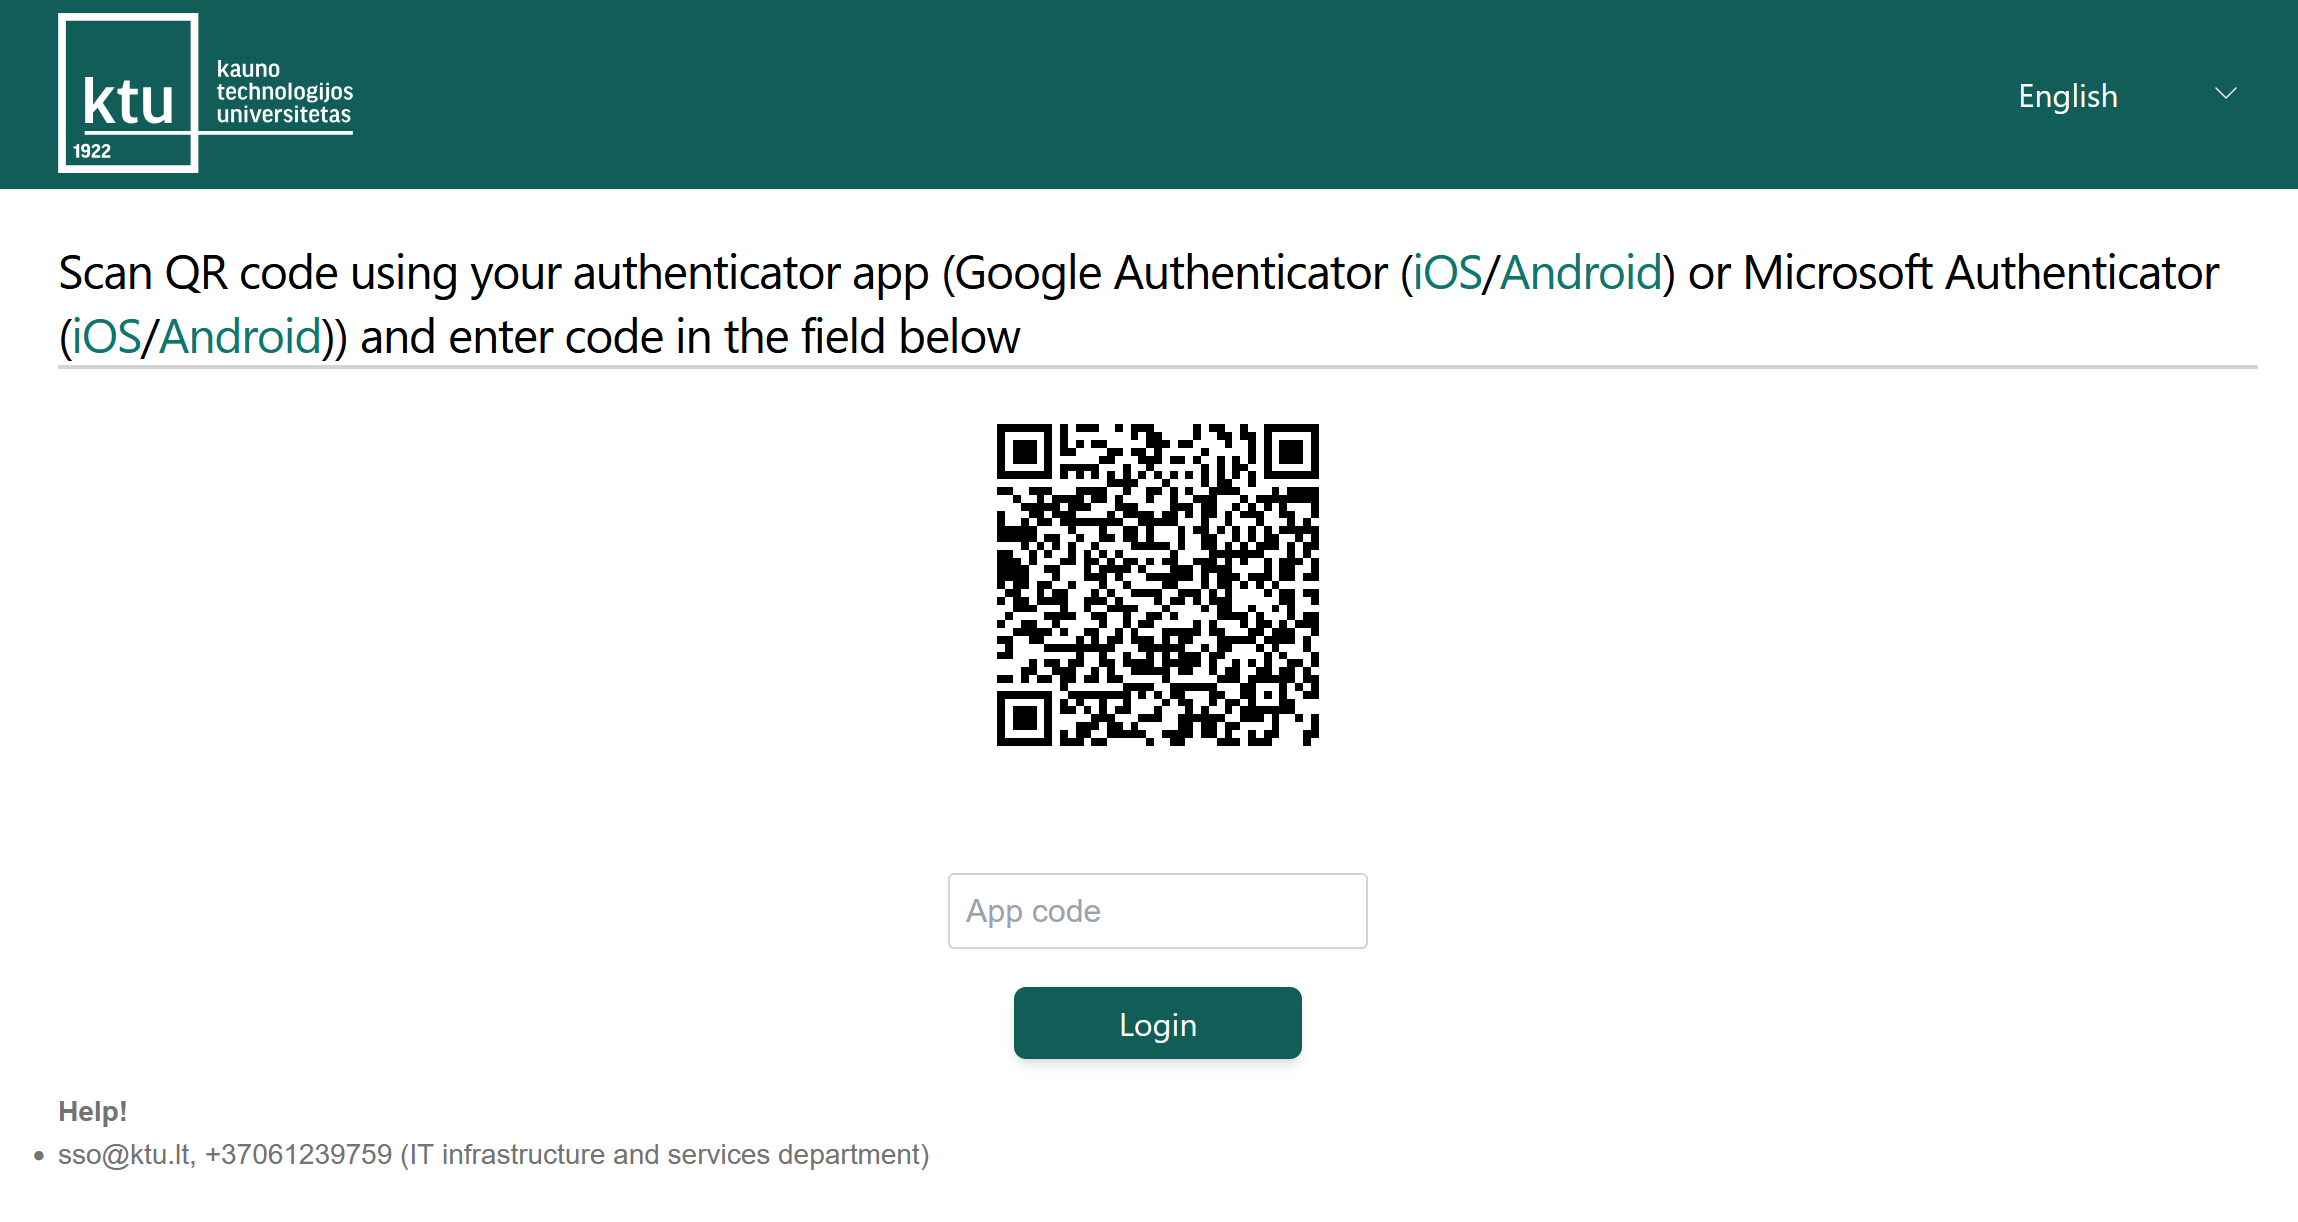 ktu
1922
kauno
technologijos
universitetas
English
Scan QR code using your authenticator app (Google Authenticator (iOS/Android) or Microsoft Authenticator
(iOS/Android)) and enter code in the field below
App code
Login
Help!
• sso@ktu.lt, +37061239759 (IT infrastructure and services department)